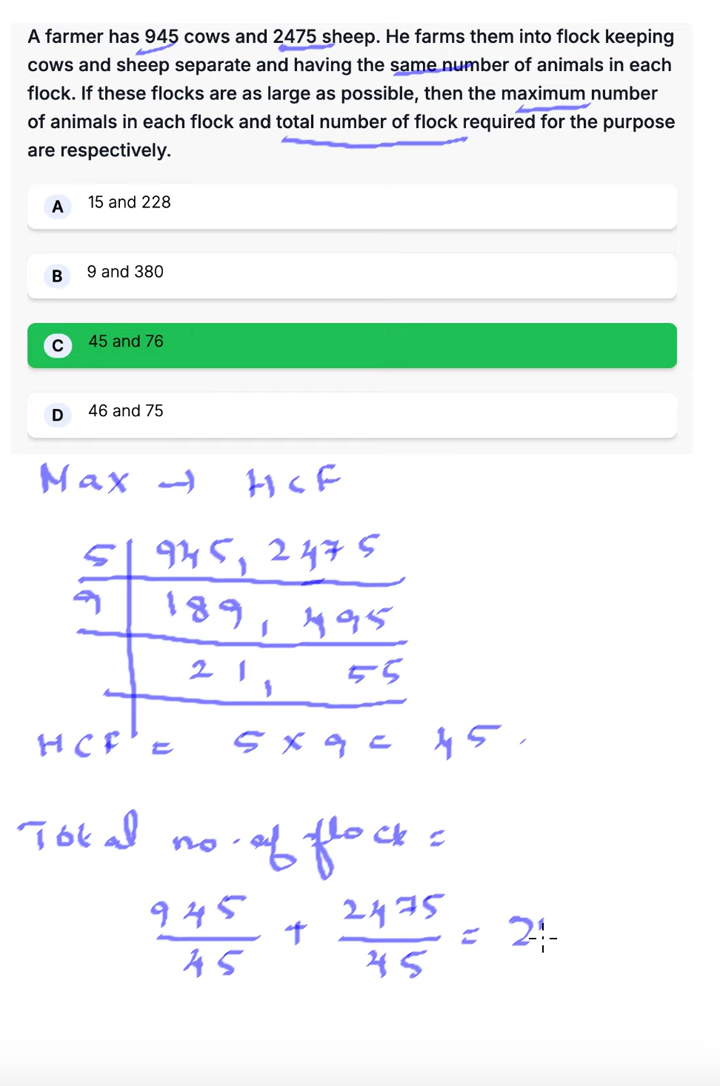 A farmer has 945 cows and 2475 sheep. He farms them into flock keeping
cows and sheep separate and having the same number of animals in each
flock. If these flocks are as large as possible, then the maximum number
of animals in each flock and total number of flock required for the purpose
are respectively.
A 15 and 228
B 9 and 380
C 45 and 76
D 46 and 75
Max → HCF
5 | 945, 2475
9 | 189, 495
21, 55
HCF = 5 x 9 = 45.
Total no. of flock =
945/45 + 2475/45 = 21